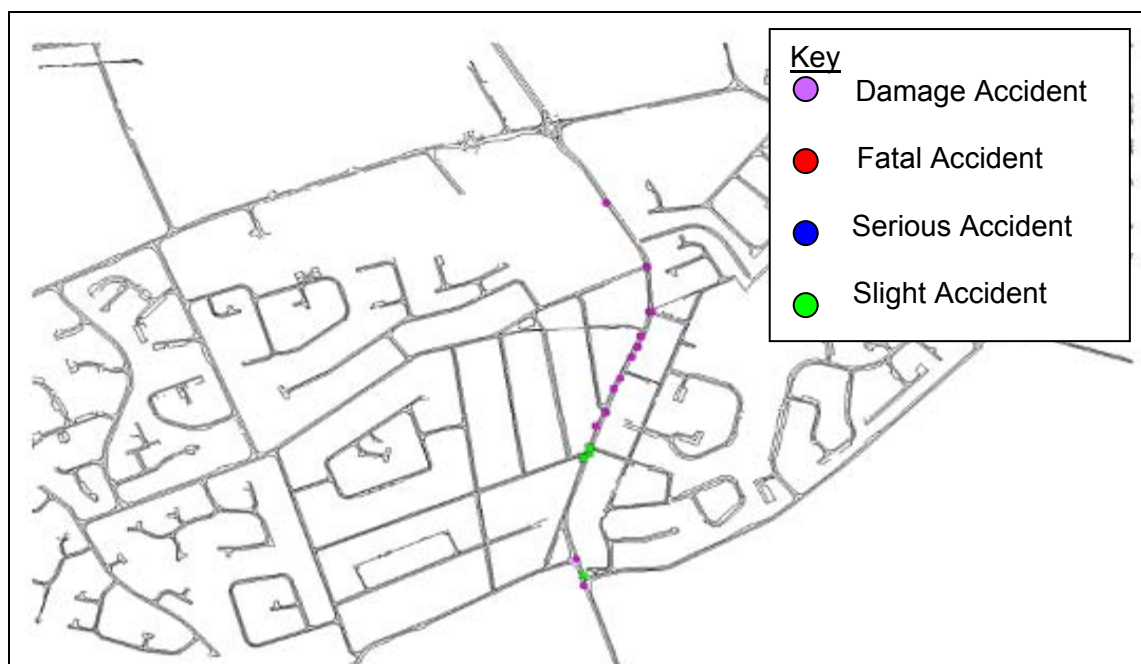 Key
Damage Accident
Fatal Accident
Serious Accident
Slight Accident